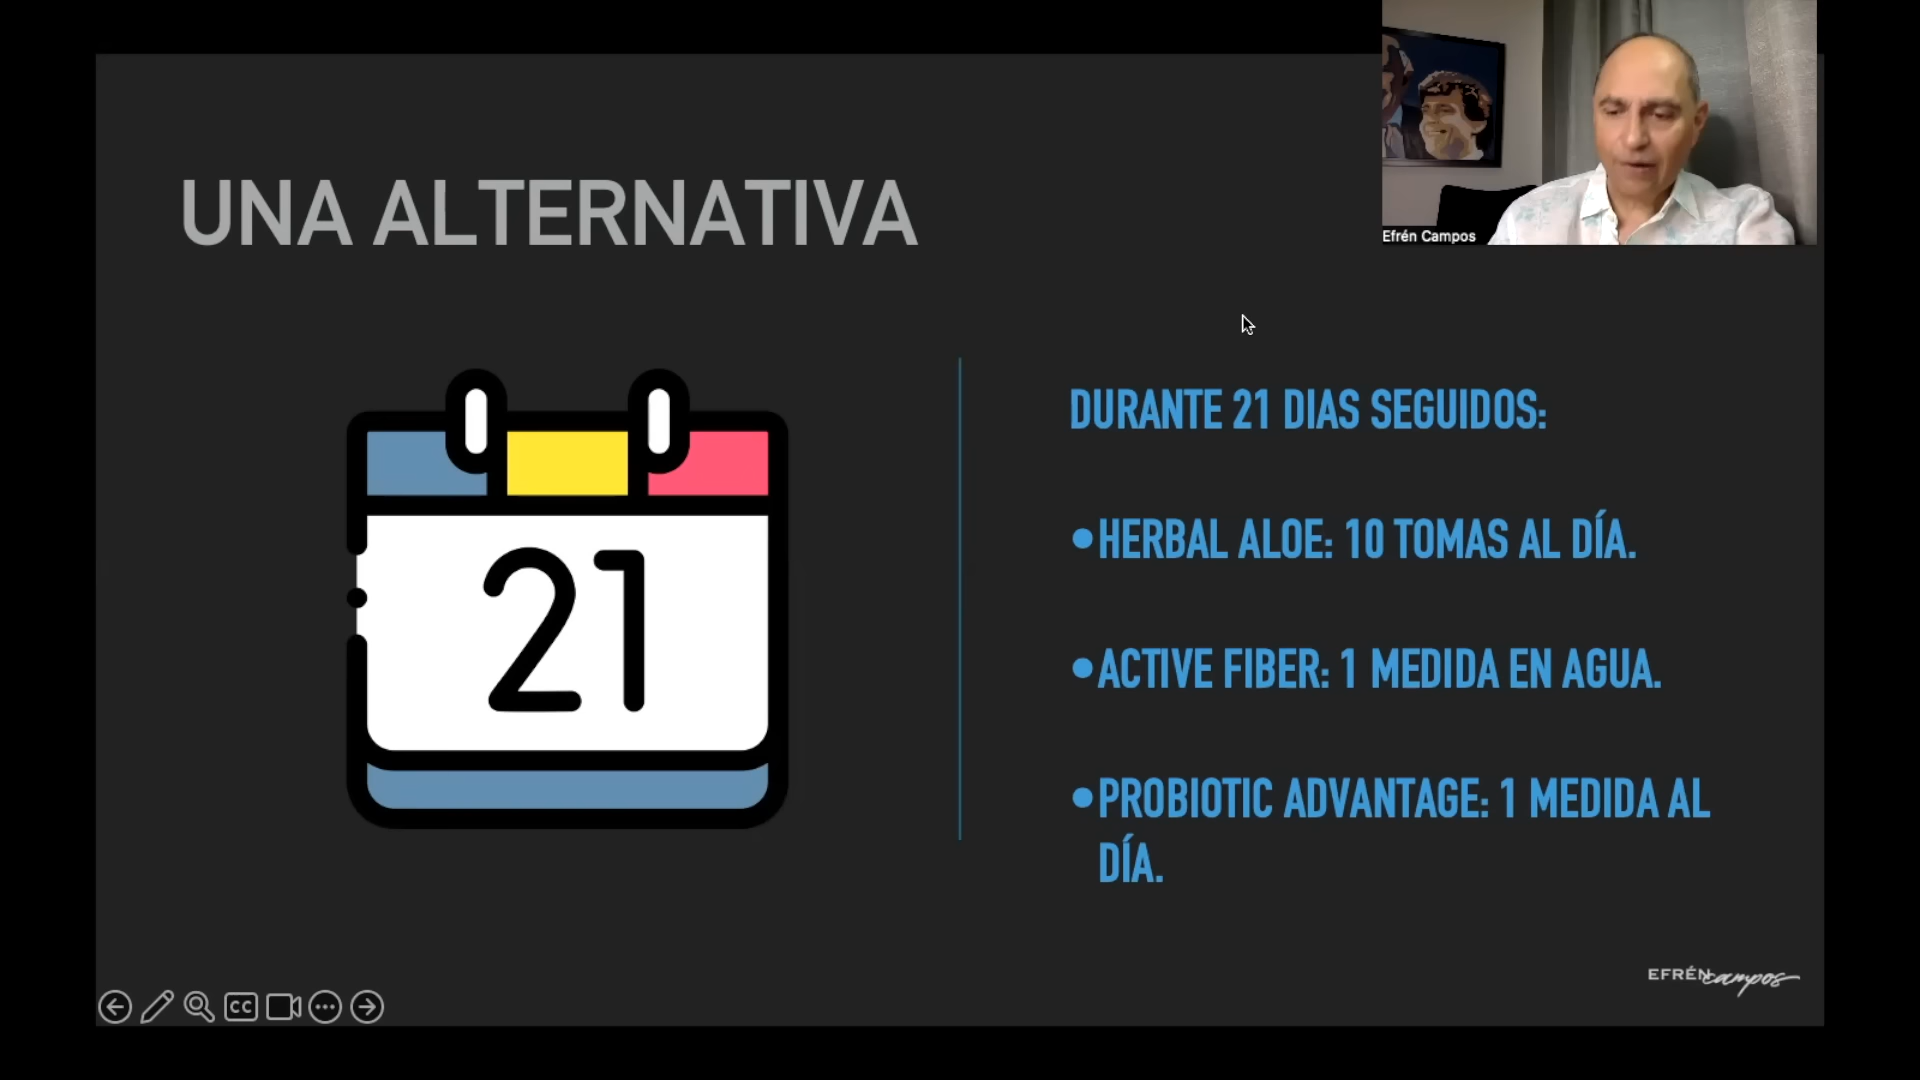 Efrén Campos
UNA ALTERNATIVA
21
DURANTE 21 DIAS SEGUIDOS:
•HERBAL ALOE: 10 TOMAS AL DÍA.
•ACTIVE FIBER: 1 MEDIDA EN AGUA.
•PROBIOTIC ADVANTAGE: 1 MEDIDA AL
DÍA.
EFRÉN campos
CC